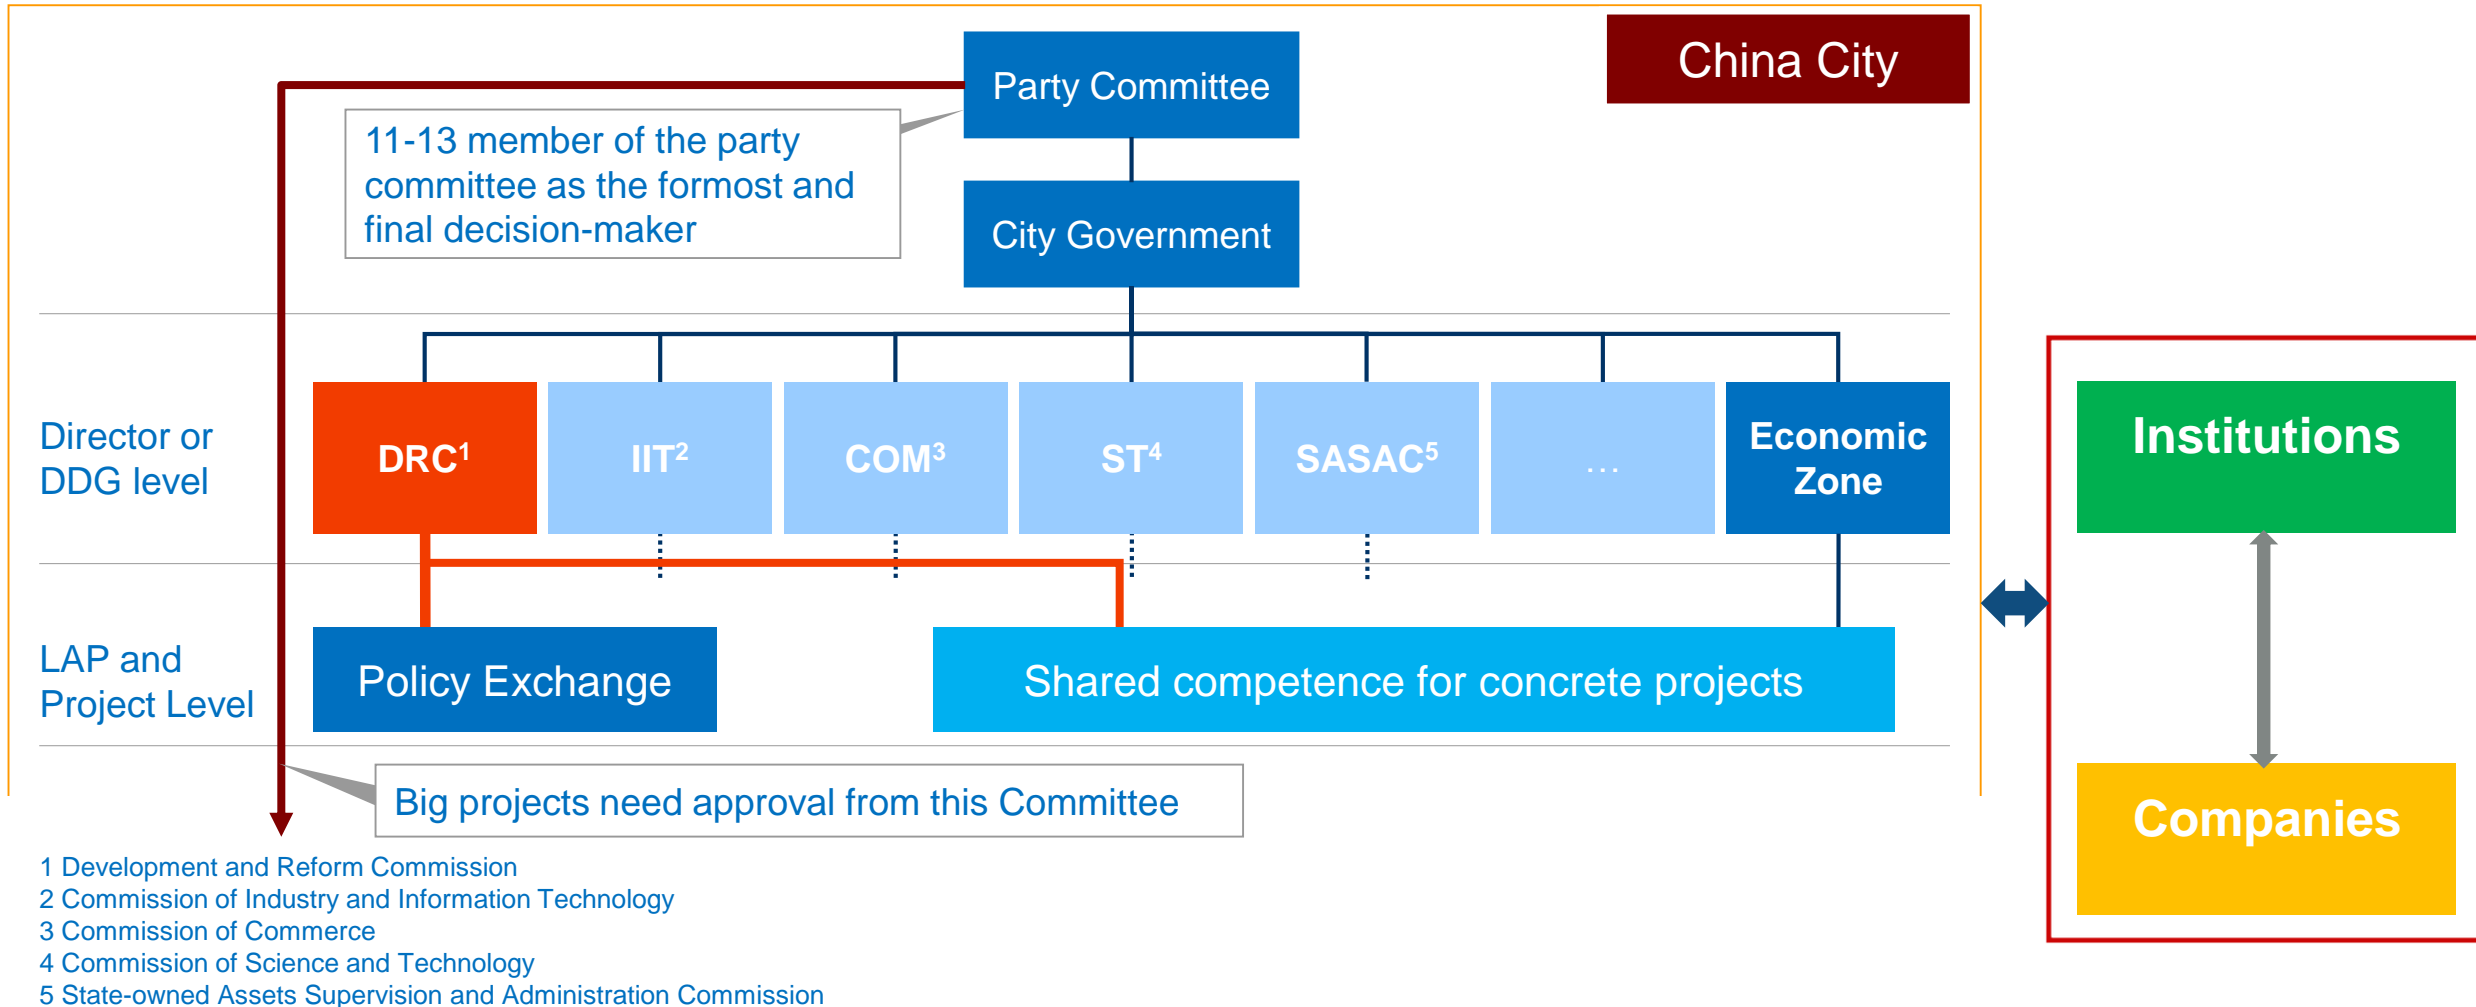 China City
Party Committee
11-13 member of the party
committee as the formost and
final decision-maker
City Government
Director or
DDG level
DRC1
IIT2
COM3
ST4
SASAC5
...
Economic
Zone
Institutions
LAP and
Project Level
Policy Exchange
Shared competence for concrete projects
Big projects need approval from this Committee
Companies
1 Development and Reform Commission
2 Commission of Industry and Information Technology
3 Commission of Commerce
4 Commission of Science and Technology
5 State-owned Assets Supervision and Administration Commission